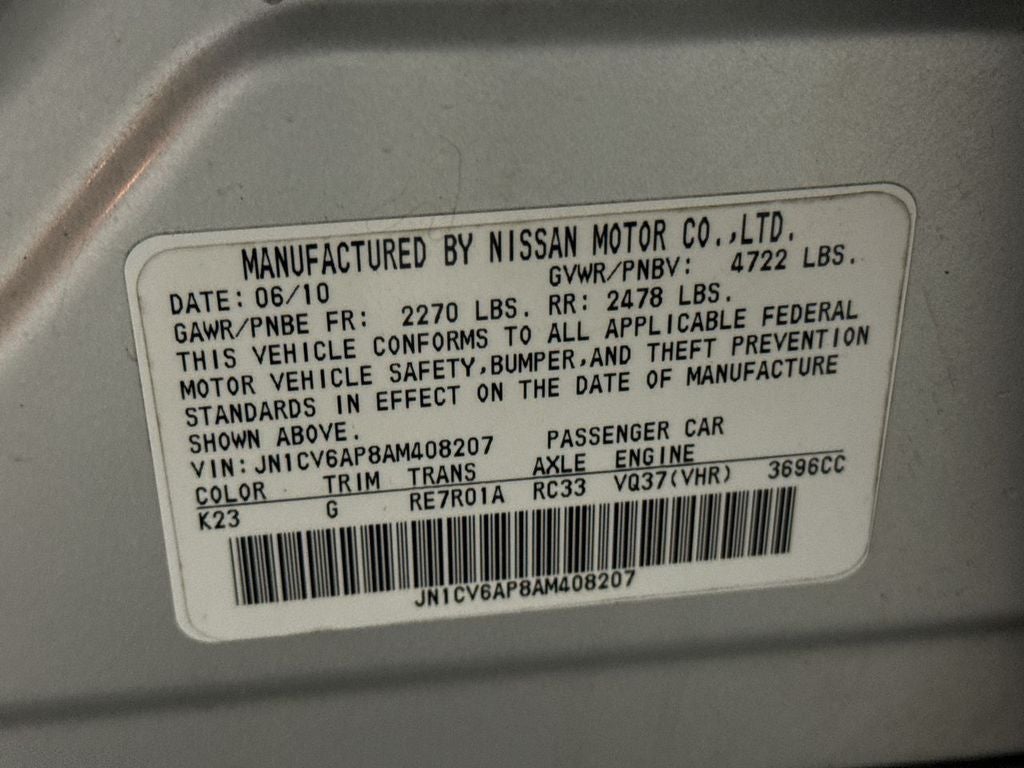 MANUFACTURED BY NISSAN MOTOR CO.,LTD.
DATE: 06/10 GVWR/PNBV: 4722 LBS.
GAWR/PNBE FR: 2270 LBS. RR: 2478 LBS.
THIS VEHICLE CONFORMS TO ALL APPLICABLE FEDERAL
MOTOR VEHICLE SAFETY,BUMPER,AND THEFT PREVENTION
STANDARDS IN EFFECT ON THE DATE OF MANUFACTURE
SHOWN ABOVE.
VIN: JN1CV6AP8AM408207 PASSENGER CAR
COLOR TRIM TRANS AXLE ENGINE
K23 G RE7R01A RC33 VQ37(VHR) 3696CC
JN1CV6AP8AM408207